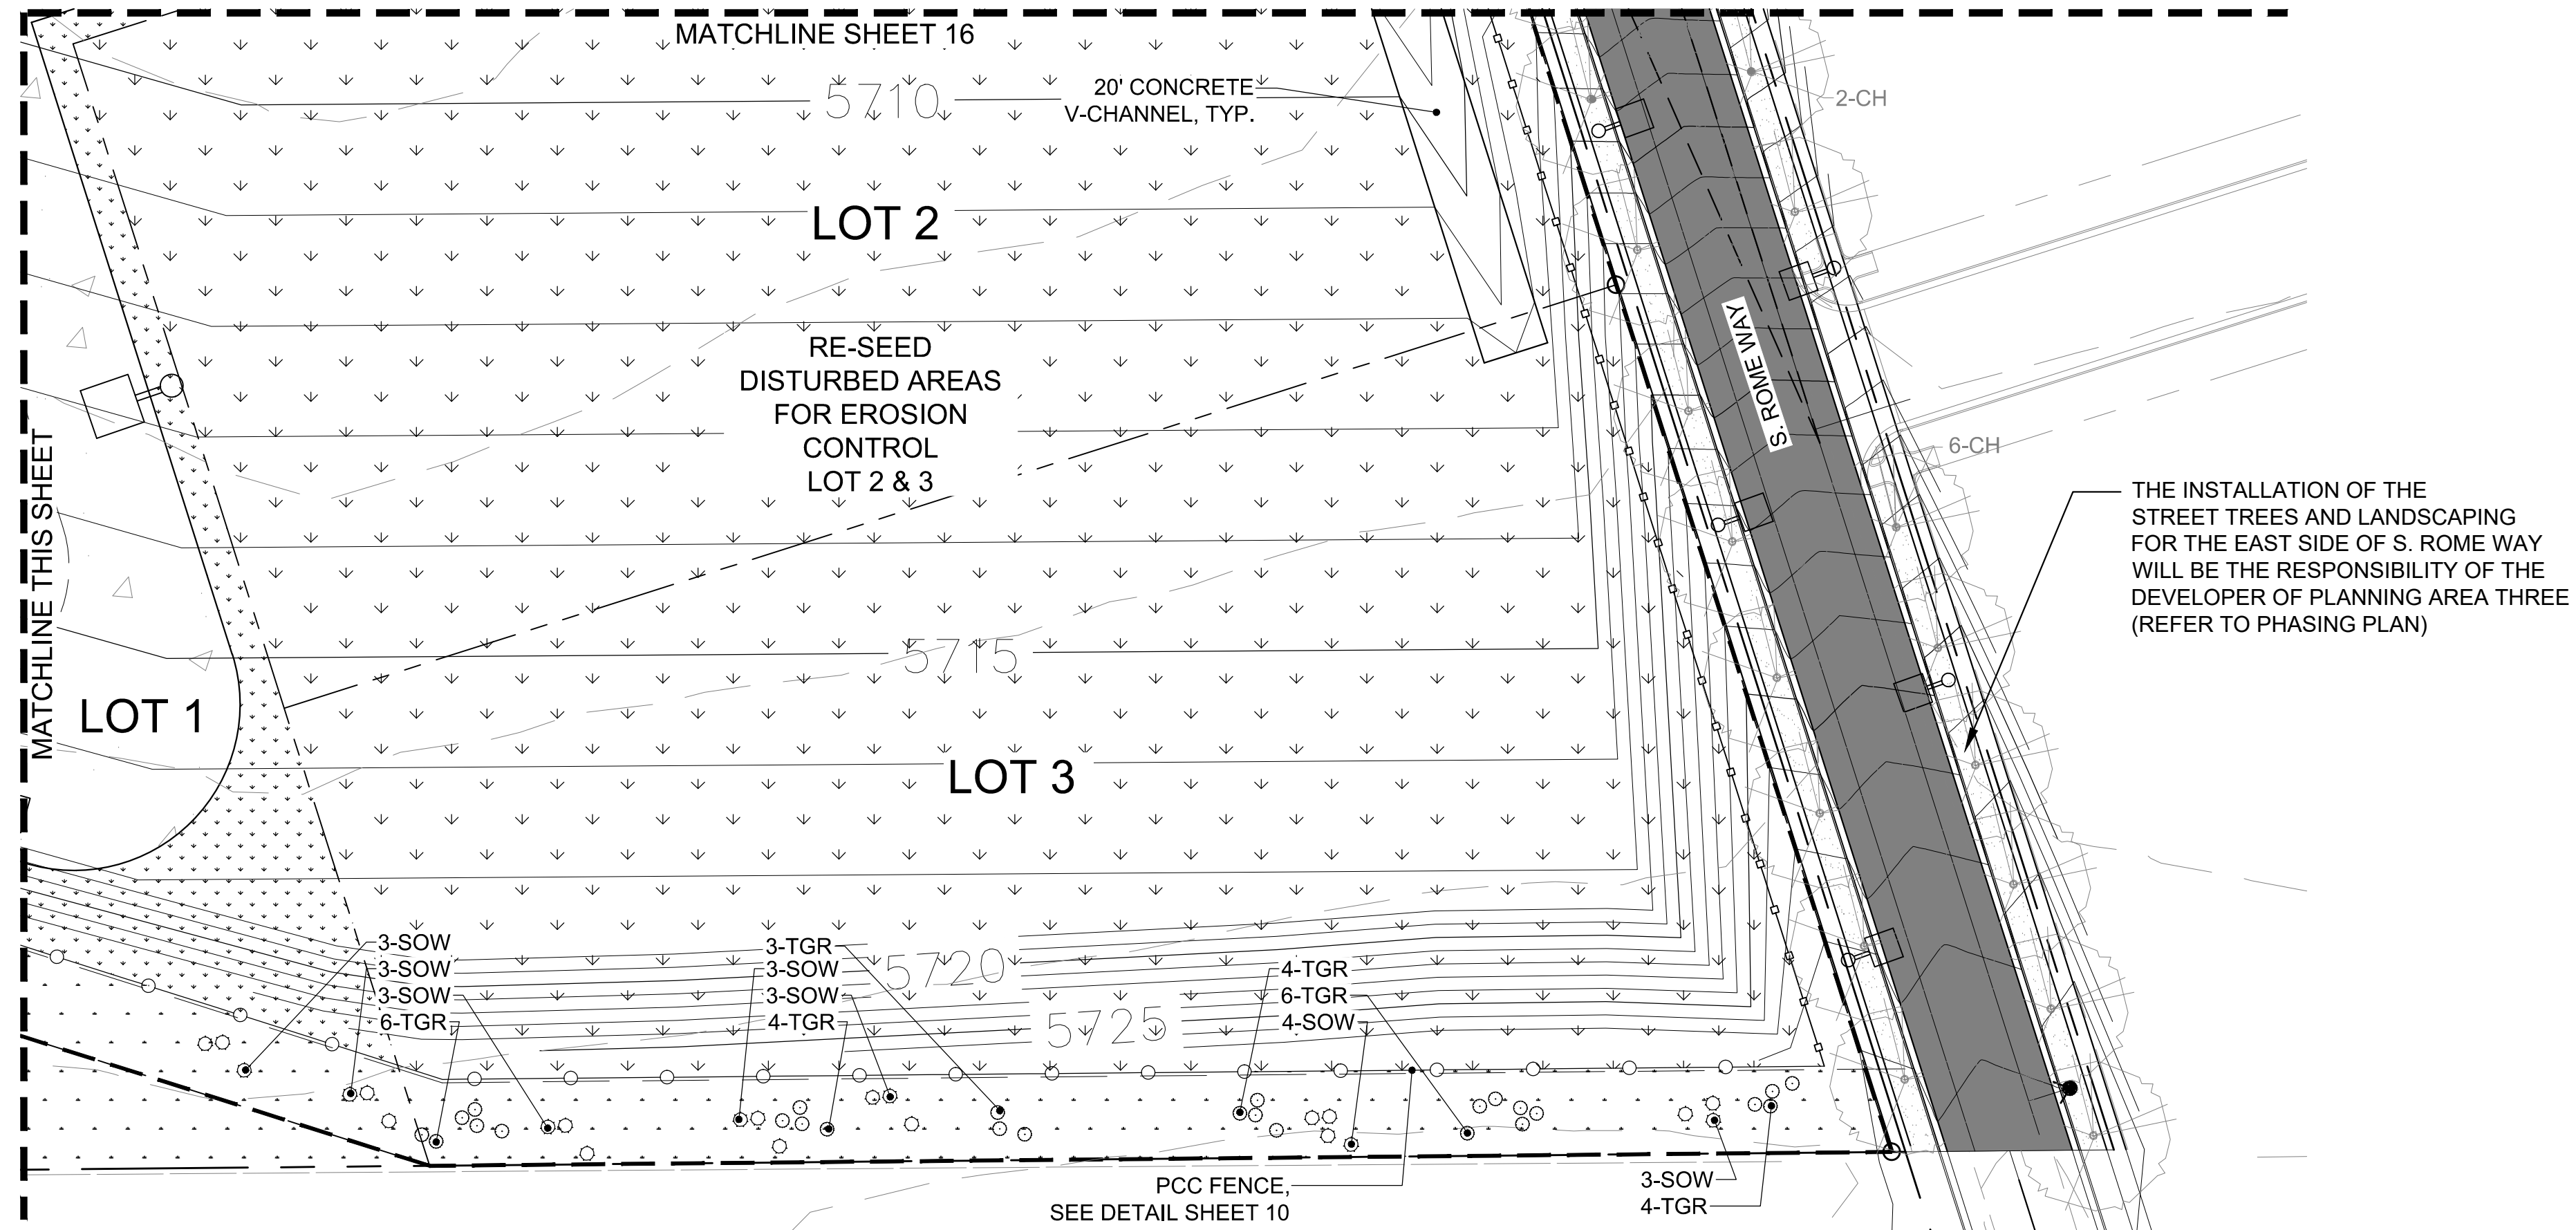 MATCHLINE SHEET 16
20' CONCRETE
V-CHANNEL, TYP.
5710
2-CH
LOT 2
S. ROME WAY
RE-SEED
DISTURBED AREAS
FOR EROSION
CONTROL
LOT 2 & 3
6-CH
MATCHLINE THIS SHEET
THE INSTALLATION OF THE
STREET TREES AND LANDSCAPING
FOR THE EAST SIDE OF S. ROME WAY
WILL BE THE RESPONSIBILITY OF THE
DEVELOPER OF PLANNING AREA THREE
(REFER TO PHASING PLAN)
5715
LOT 1
LOT 3
3-SOW
3-SOW
3-SOW
6-TGR
3-TGR
3-SOW
3-SOW
4-TGR
5720
5725
4-TGR
6-TGR
4-SOW
PCC FENCE,
SEE DETAIL SHEET 10
3-SOW
4-TGR